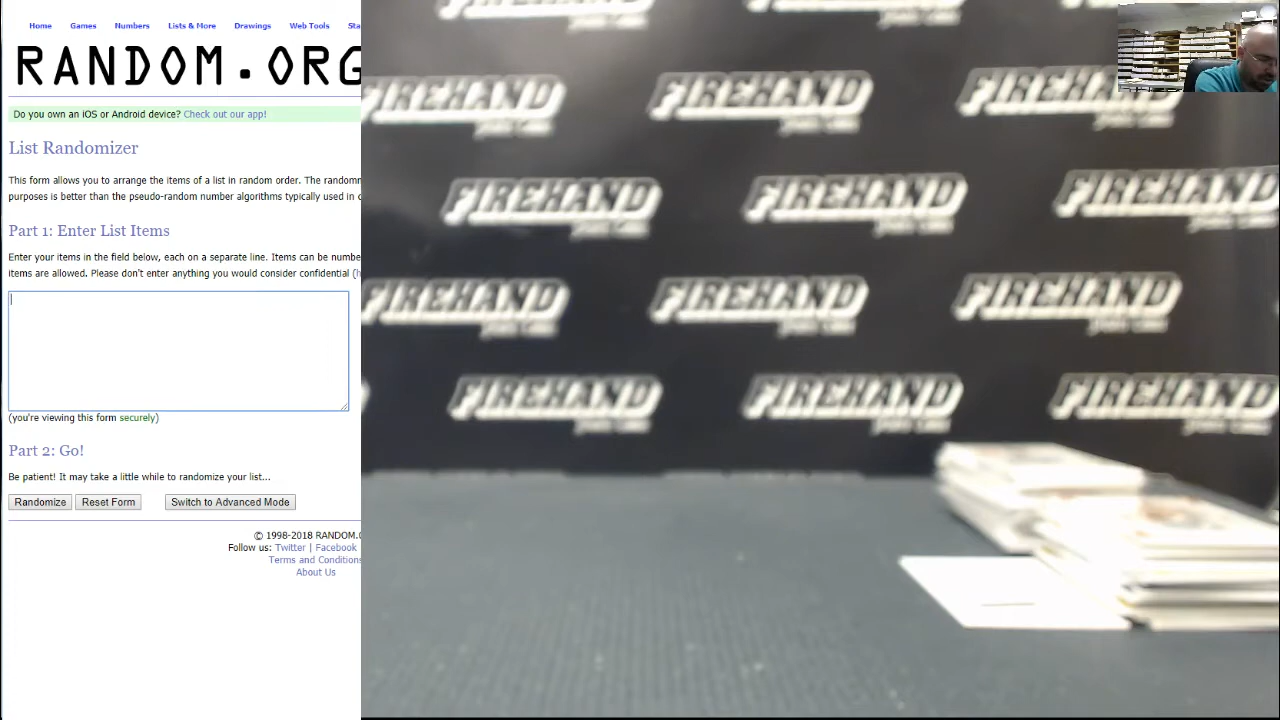 Home Games Numbers Lists & More Drawings Web Tools
RANDOM.ORG
Do you own an iOS or Android device? Check out our app!
List Randomizer
This form allows you to arrange the items of a list in random order. The
purposes is better than the pseudo-random number algorithms typically used in
Part 1: Enter List Items
Enter your items in the field below, each on a separate line. Items can be
items are allowed. Please don't enter anything you would consider confidential
(you're viewing this form securely)
Part 2: Go!
Be patient! It may take a little while to randomize your list...
Randomize Reset Form Switch to Advanced Mode
© 1998-2018
Follow us: Twitter | Facebook
Terms and Conditions
About Us
FIREHAND FIREHAND FIREHAND
FIREHAND FIREHAND FIREHAND
FIREHAND FIREHAND FIREHAND
FIREHAND FIREHAND FIREHAND